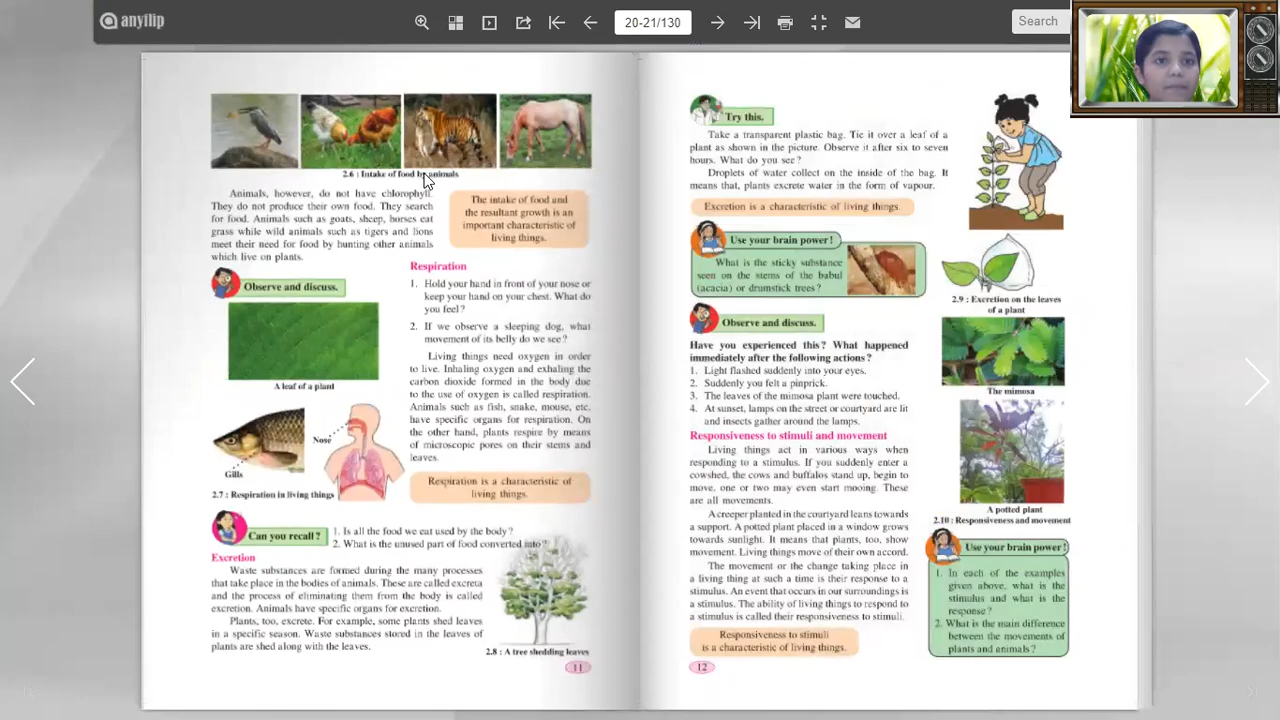 anyflip
20-21/130
Search
2.6 : Intake of food by animals
Animals, however, do not have chlorophyll.
They do not produce their own food. They search
for food. Animals such as goats, sheep, horses eat
grass while wild animals such as tigers and lions
meet their need for food by hunting other animals
which live on plants.
The intake of food and
the resultant growth is an
important characteristic of
living things.
Observe and discuss.
A leaf of a plant
Nose
Gills
2.7 : Respiration in living things
Respiration
1. Hold your hand in front of your nose or
keep your hand on your chest. What do
you feel?
2. If we observe a sleeping dog, what
movement of its belly do we see?
Living things need oxygen in order
to live. Inhaling oxygen and exhaling the
carbon dioxide formed in the body due
to the use of oxygen is called respiration.
Animals such as fish, snake, mouse, etc.
have specific organs for respiration. On
the other hand, plants respire by means
of microscopic pores on their stems and
leaves.
Respiration is a characteristic of
living things.
Can you recall ?
1. Is all the food we eat used by the body?
2. What is the unused part of food converted into?
Excretion
Waste substances are formed during the many processes
that take place in the bodies of animals. These are called excreta
and the process of eliminating them from the body is called
excretion. Animals have specific organs for excretion.
Plants, too, excrete. For example, some plants shed leaves
in a specific season. Waste substances stored in the leaves of
plants are shed along with the leaves.
2.8 : A tree shedding leaves
11
Try this.
Take a transparent plastic bag. Tie it over a leaf of a
plant as shown in the picture. Observe it after six to seven
hours. What do you see?
Droplets of water collect on the inside of the bag. It
means that, plants excrete water in the form of vapour.
Excretion is a characteristic of living things.
Use your brain power !
What is the sticky substance
seen on the stems of the babul
(acacia) or drumstick trees ?
2.9 : Excretion on the leaves
of a plant
Observe and discuss.
Have you experienced this ? What happened
immediately after the following actions ?
1. Light flashed suddenly into your eyes.
2. Suddenly you felt a pinprick.
3. The leaves of the mimosa plant were touched.
4. At sunset, lamps on the street or courtyard are lit
and insects gather around the lamps.
The mimosa
Responsiveness to stimuli and movement
Living things act in various ways when
responding to a stimulus. If you suddenly enter a
cowshed, the cows and buffalos stand up, begin to
move, one or two may even start mooing. These
are all movements.
A creeper planted in the courtyard leans towards
a support. A potted plant placed in a window grows
towards sunlight. It means that plants, too, show
movement. Living things move of their own accord.
The movement or the change taking place in
a living thing at such a time is their response to a
stimulus. An event that occurs in our surroundings is
a stimulus. The ability of living things to respond to
a stimulus is called their responsiveness to stimuli.
Responsiveness to stimuli
is a characteristic of living things.
A potted plant
2.10 : Responsiveness and movement
Use your brain power !
1. In each of the examples
given above, what is the
stimulus and what is the
response?
2. What is the main difference
between the movements of
plants and animals ?
12